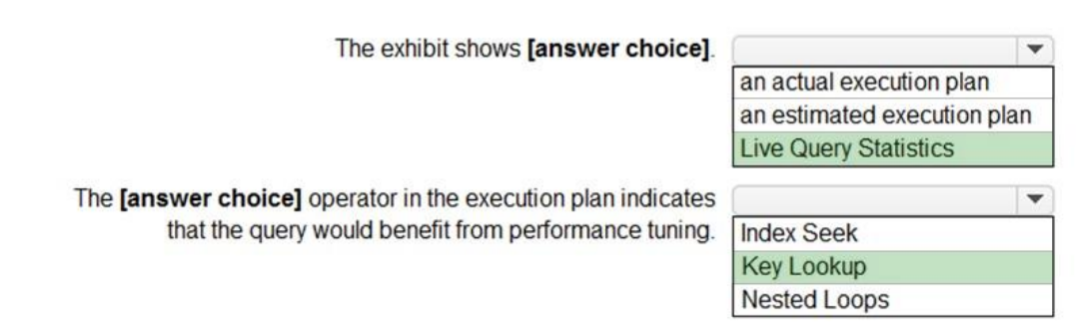 The exhibit shows [answer choice].
an actual execution plan
an estimated execution plan
Live Query Statistics
The [answer choice] operator in the execution plan indicates
that the query would benefit from performance tuning.
Index Seek
Key Lookup
Nested Loops